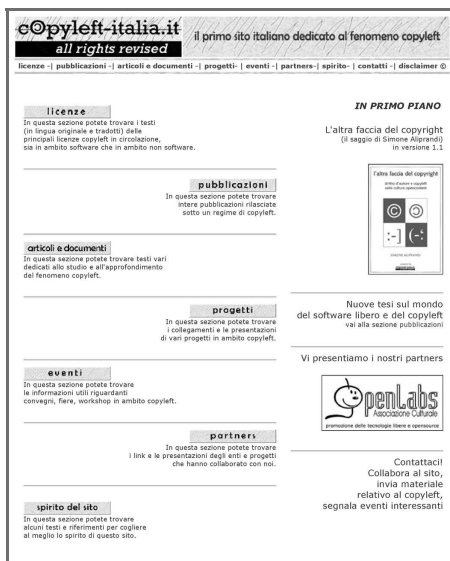 cOpyleft-italia.it
all rights revised
il primo sito italiano dedicato al fenomeno copyleft
licenze -| pubblicazioni -| articoli e documenti -| progetti- | eventi -| partners-| spirito- | contatti -| disclaimer ©
licenze
In questa sezione potete trovare i testi
(in lingua originale e tradotti) delle
principali licenze copyleft in circolazione,
sia in ambito software che in ambito non software.
pubblicazioni
In questa sezione potete trovare
intere pubblicazioni rilasciate
sotto un regime di copyleft.
articoli e documenti
In questa sezione potete trovare testi vari
dedicati allo studio e all'approfondimento
del fenomeno copyleft.
progetti
In questa sezione potete trovare
i collegamenti e le presentazioni
di vari progetti in ambito copyleft.
eventi
In questa sezione potete trovare
le informazioni utili riguardanti
convegni, fiere, workshop in ambito copyleft.
partners
In questa sezione potete trovare
i link e le presentazioni degli enti e progetti
che hanno collaborato con noi.
spirito del sito
In questa sezione potete trovare
alcuni testi e riferimenti per cogliere
al meglio lo spirito di questo sito.
IN PRIMO PIANO
L'altra faccia del copyright
(il saggio di Simone Aliprandi)
in versione 1.1
l'altra faccia del copyright
diritto d'autore e copyleft
nella cultura opencontent
:-] (-:
SIMONE ALIPRANDI
Nuove tesi sul mondo
del software libero e del copyleft
vai alla sezione pubblicazioni
Vi presentiamo i nostri partners
OpenLabs
Associazione Culturale
promozione delle tecnologie libere e opensource
Contattaci!
Collabora al sito,
invia materiale
relativo al copyleft,
segnala eventi interessanti